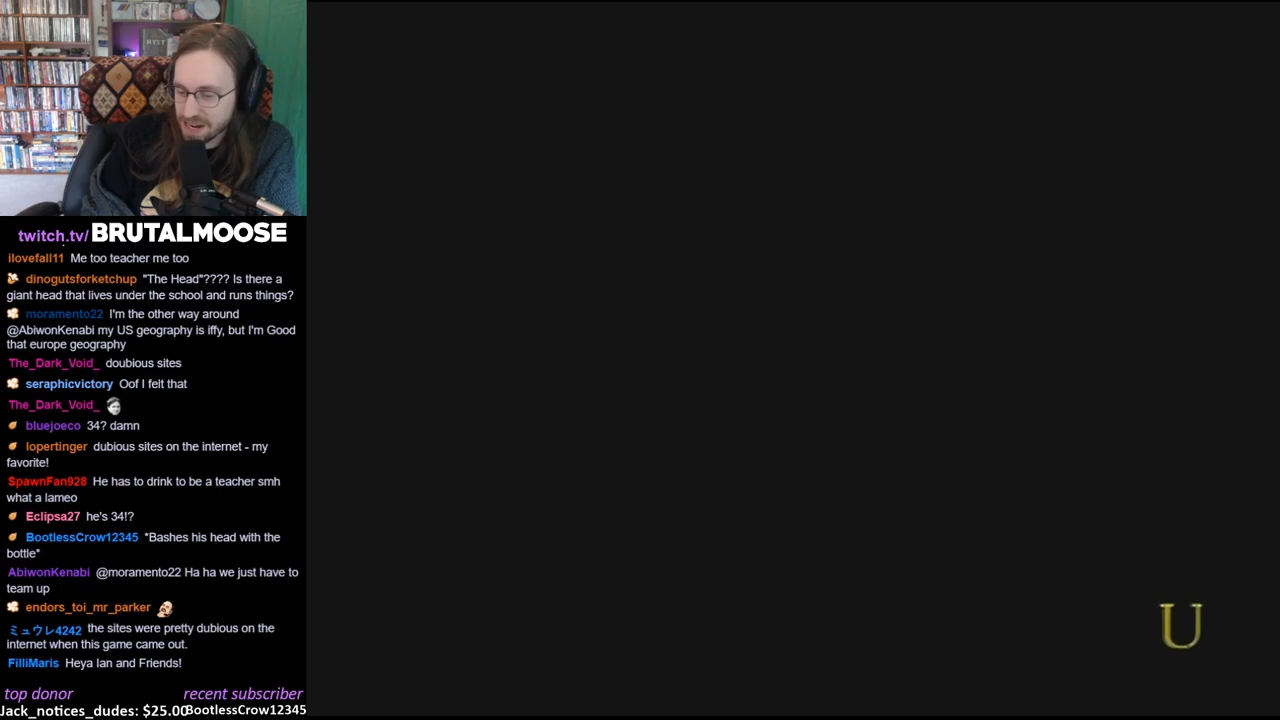 MYST
twitch.tv/BRUTALMOOSE
ilovefall11 Me too teacher me too
dinogutsforketchup "The Head"???? Is there a
giant head that lives under the school and runs things?
moramento22 I'm the other way around
@AbiwonKenabi my US geography is iffy, but I'm Good
that europe geography
The_Dark_Void_ doubious sites
seraphicvictory Oof I felt that
The_Dark_Void_
bluejoeco 34? damn
lopertinger dubious sites on the internet - my
favorite!
SpawnFan928 He has to drink to be a teacher smh
what a lameo
Eclipsa27 he's 34!?
BootlessCrow12345 *Bashes his head with the
bottle*
AbiwonKenabi @moramento22 Ha ha we just have to
team up
endors_toi_mr_parker
ミュウレ4242 the sites were pretty dubious on the
internet when this game came out.
FilliMaris Heya Ian and Friends!
top donor recent subscriber
Jack_notices_dudes: $25.00 BootlessCrow12345
U